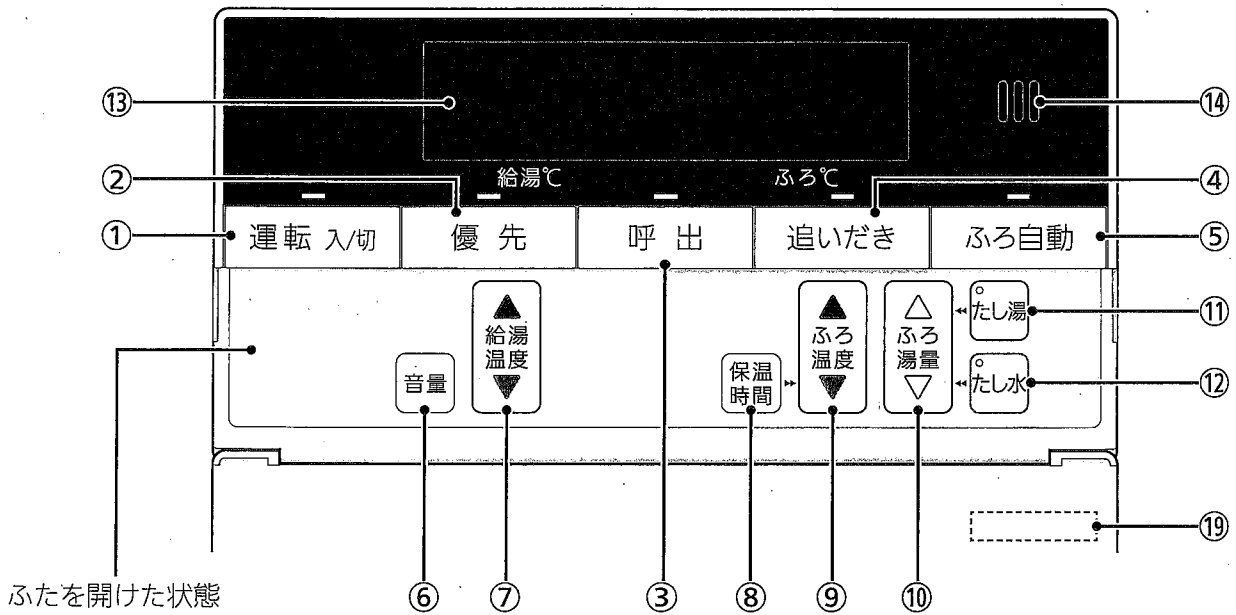 ⑬
⑭
給湯℃
ふろ℃
②
④
①
運転 入/切
優先
呼出
追いだき
ふろ自動
⑤
▲
給湯
温度
▼
▲
ふろ
温度
▼
△
ふろ
湯量
▽
たし湯
⑪
音量
保温
時間
たし水
⑫
⑲
ふたを開けた状態
⑥
⑦
③
⑧
⑨
⑩